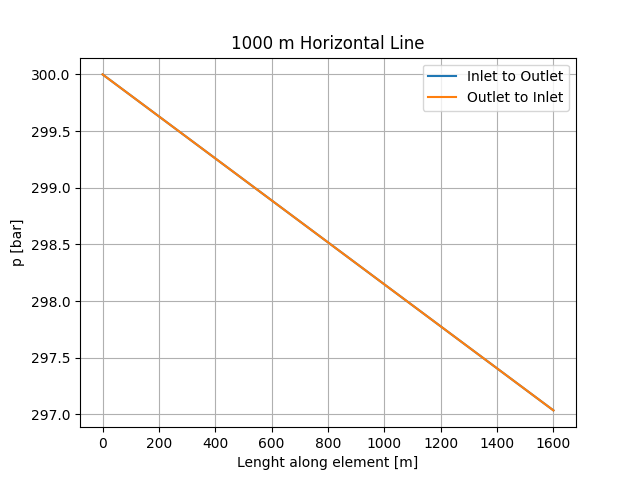 1000 m Horizontal Line
Inlet to Outlet
Outlet to Inlet
300.0
299.5
299.0
298.5
298.0
297.5
297.0
p [bar]
0 200 400 600 800 1000 1200 1400 1600
Lenght along element [m]